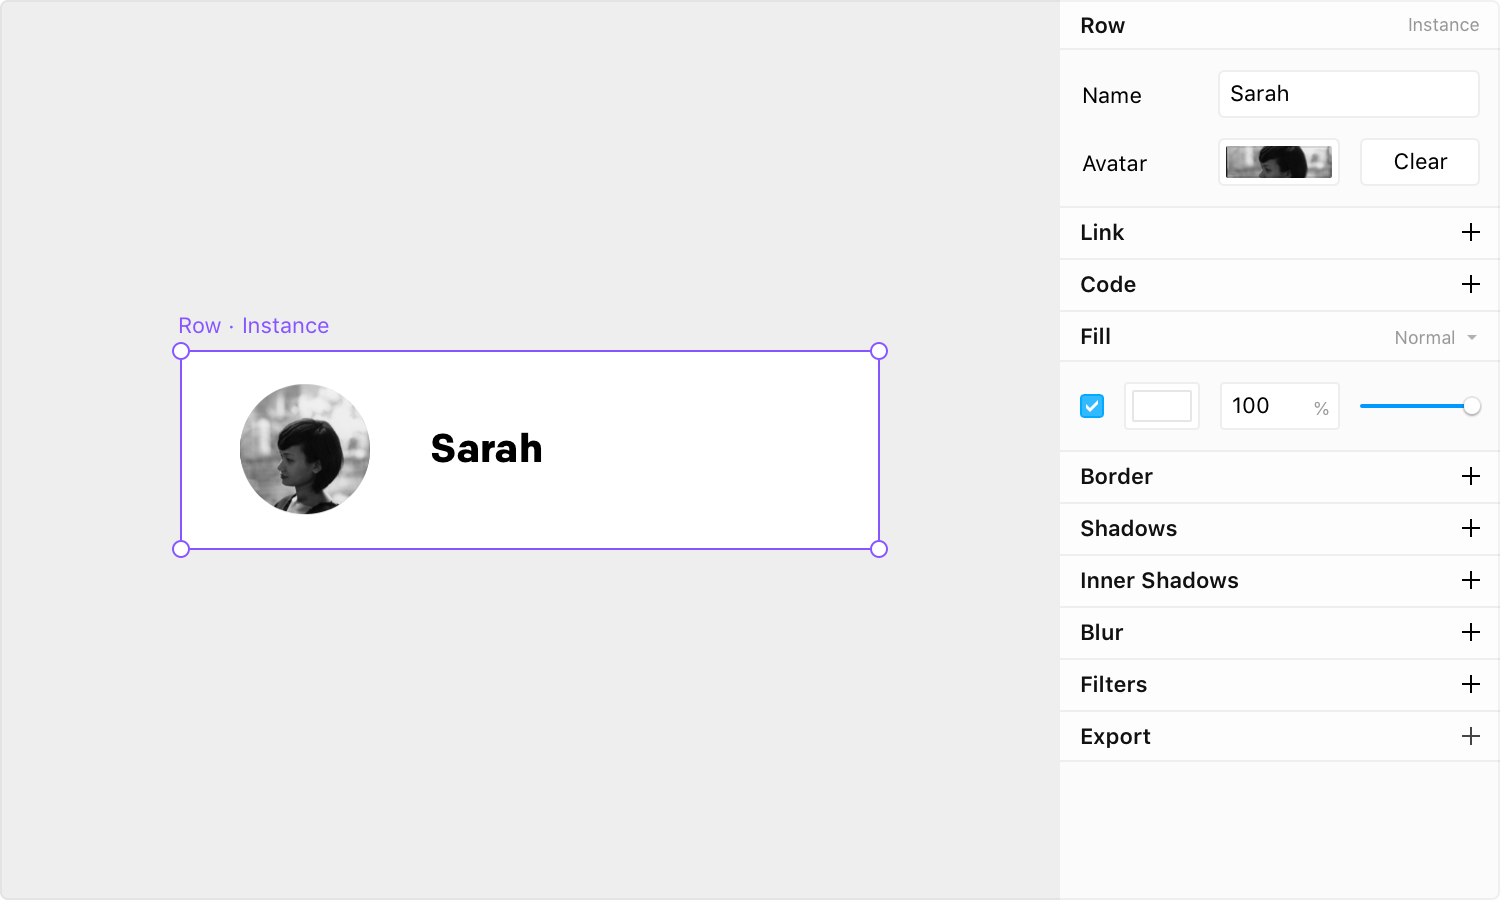 Row · Instance
Sarah
Row Instance
Name Sarah
Avatar Clear
Link
Code
Fill Normal
100 %
Border
Shadows
Inner Shadows
Blur
Filters
Export